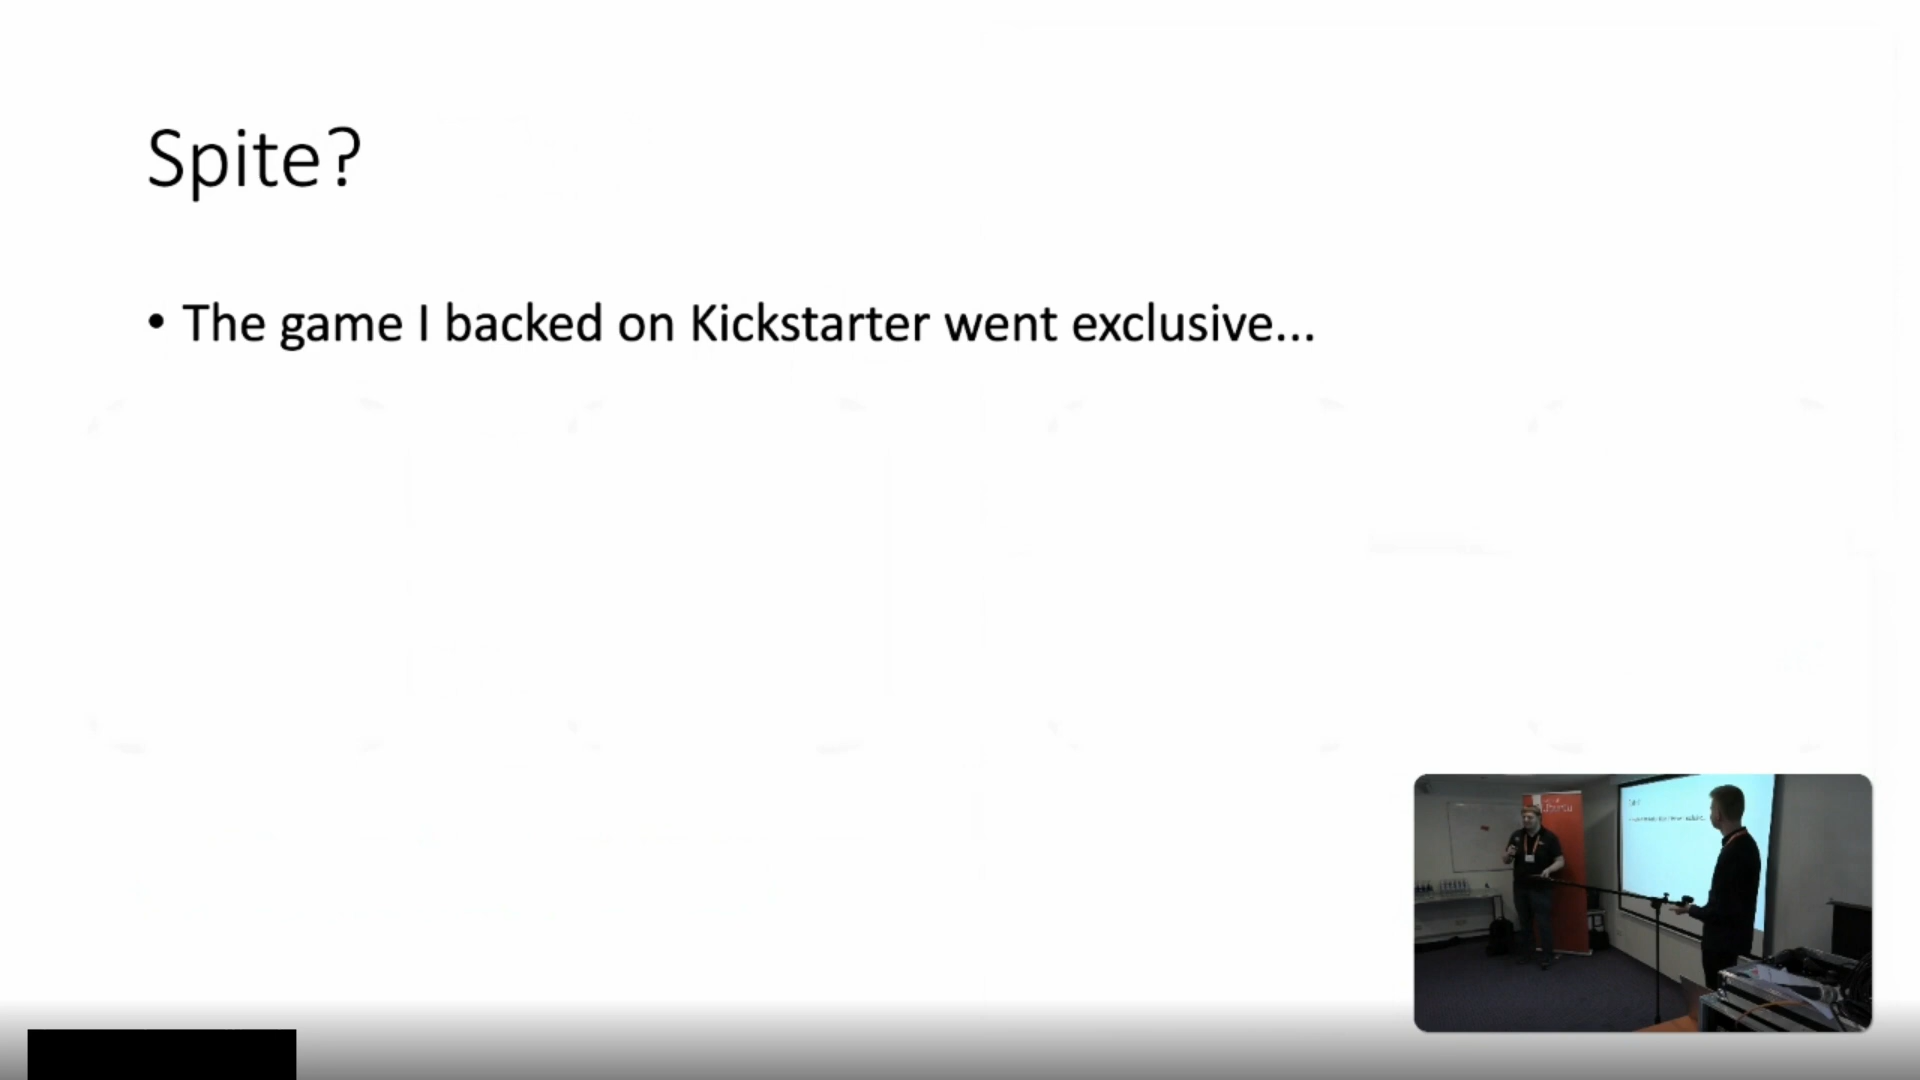 Spite?
• The game I backed on Kickstarter went exclusive...